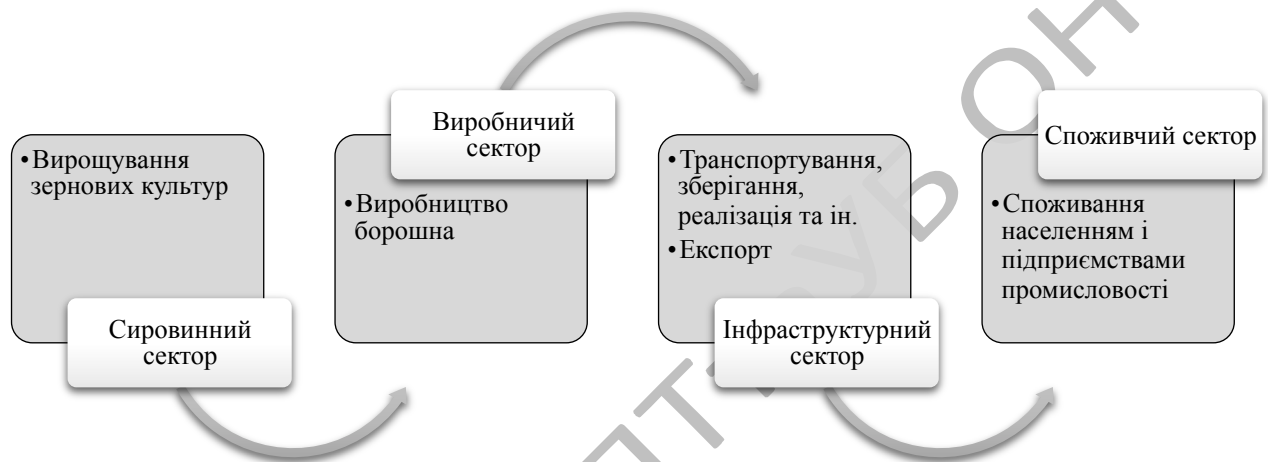 •Вирощування
зернових культур
Сировинний
сектор
Виробничий
сектор
•Виробництво
борошна
•Транспортування,
зберігання,
реалізація та ін.
•Експорт
Інфраструктурний
сектор
Споживчий сектор
•Споживання
населенням і
підприємствами
промисловості